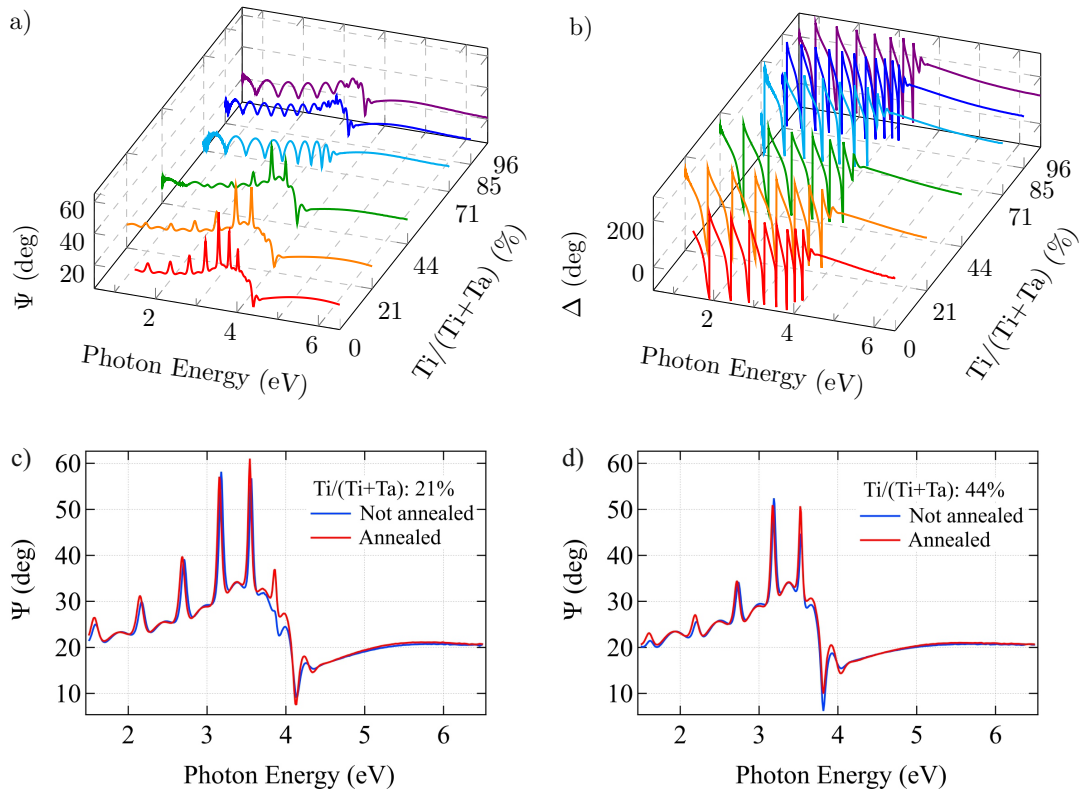 a)
60
40
20
Ψ (deg)
2
4
6
Photon Energy (eV)
0
21
44
71
85
96
Ti/(Ti+Ta) (%)
b)
200
0
Δ (deg)
2
4
6
Photon Energy (eV)
0
21
44
71
85
96
Ti/(Ti+Ta) (%)
c)
60
50
40
30
20
10
Ψ (deg)
Ti/(Ti+Ta): 21%
Not annealed
Annealed
2
3
4
5
6
Photon Energy (eV)
d)
60
50
40
30
20
10
Ψ (deg)
Ti/(Ti+Ta): 44%
Not annealed
Annealed
2
3
4
5
6
Photon Energy (eV)